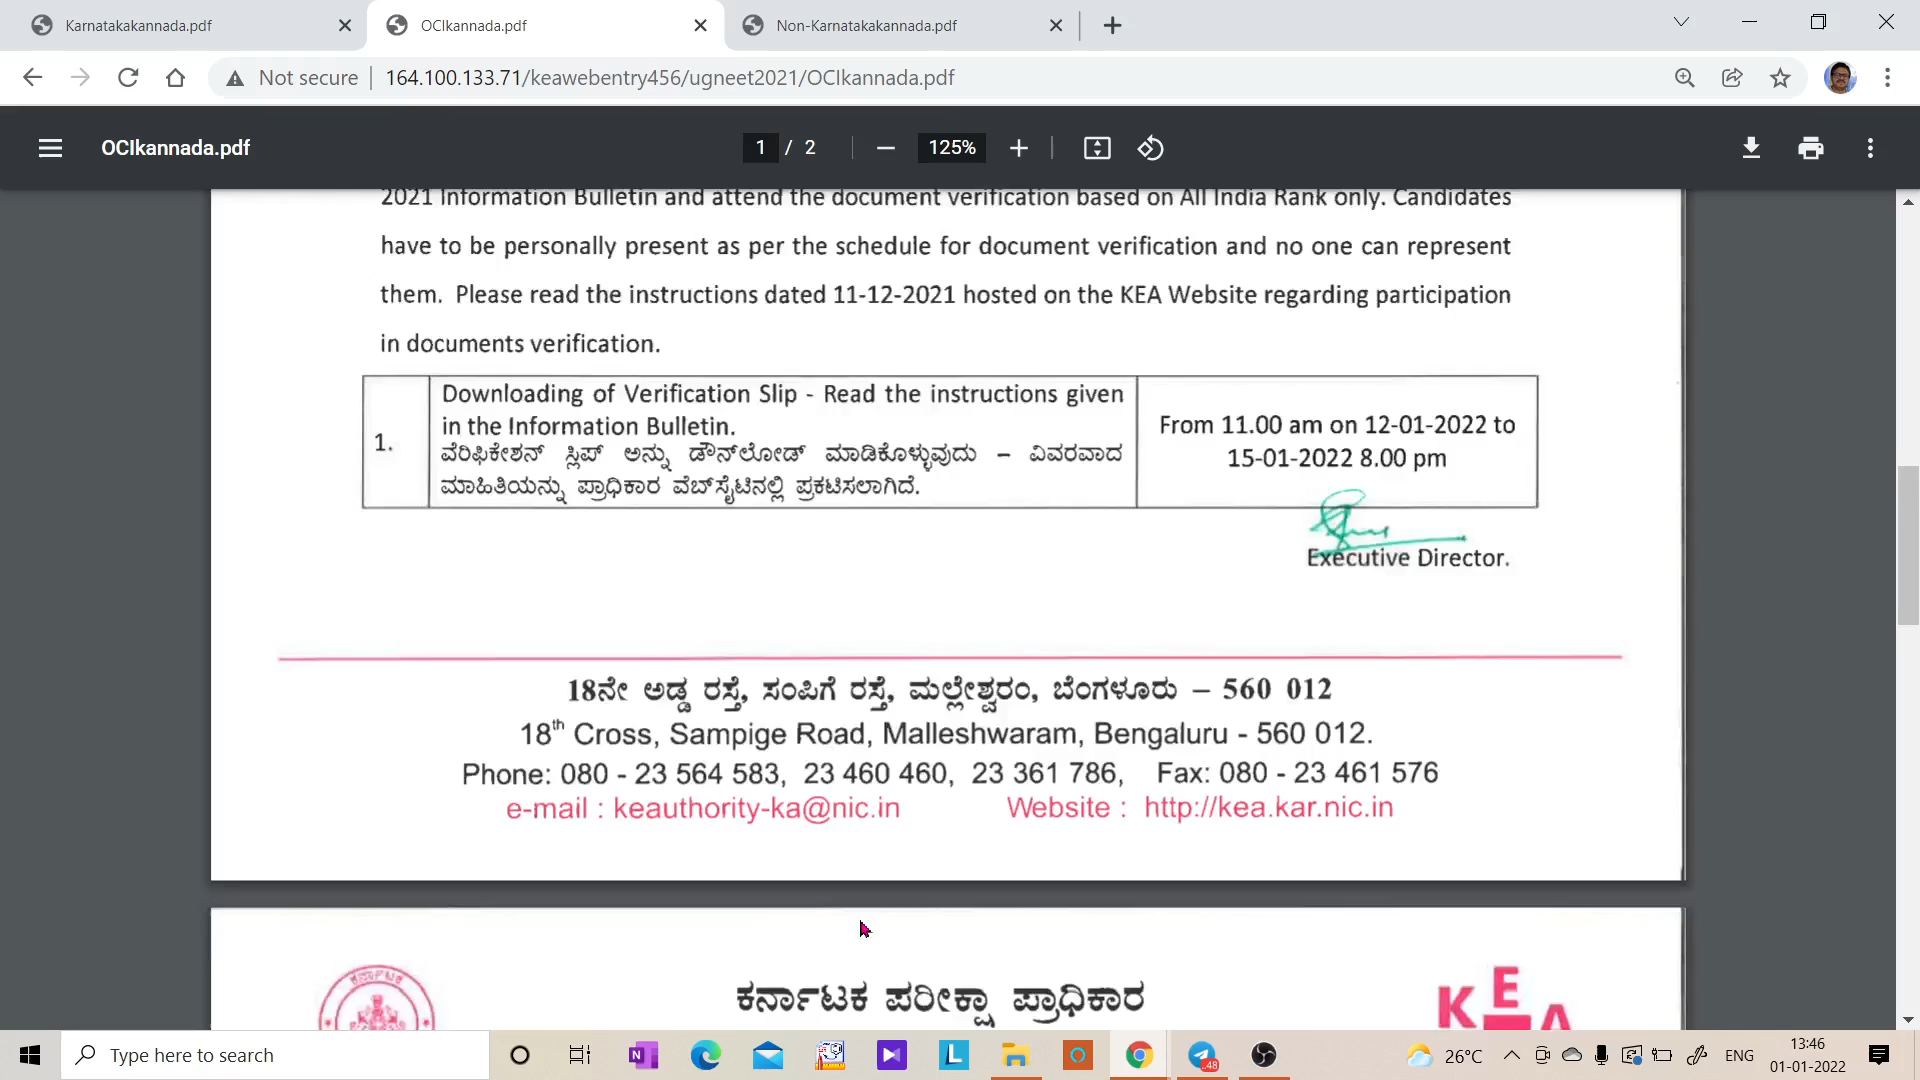 Karnatakakannada.pdf
OCIkannada.pdf
Non-Karnatakakannada.pdf
Not secure
164.100.133.71/keawebentry456/ugneet2021/OCIkannada.pdf
OCIkannada.pdf
1 / 2
125%
2021 Information Bulletin and attend the document verification based on All India Rank only. Candidates
have to be personally present as per the schedule for document verification and no one can represent
them. Please read the instructions dated 11-12-2021 hosted on the KEA Website regarding participation
in documents verification.
1.
Downloading of Verification Slip - Read the instructions given
in the Information Bulletin.
ವೆರಿಫಿಕೇಶನ್ ಸ್ಲಿಪ್ ಅನ್ನು ಡೌನ್‌ಲೋಡ್ ಮಾಡಿಕೊಳ್ಳುವುದು – ವಿವರವಾದ
ಮಾಹಿತಿಯನ್ನು ಪ್ರಾಧಿಕಾರ ವೆಬ್‌ಸೈಟಿನಲ್ಲಿ ಪ್ರಕಟಿಸಲಾಗಿದೆ.
From 11.00 am on 12-01-2022 to
15-01-2022 8.00 pm
Executive Director.
18ನೇ ಅಡ್ಡ ರಸ್ತೆ, ಸಂಪಿಗೆ ರಸ್ತೆ, ಮಲ್ಲೇಶ್ವರಂ, ಬೆಂಗಳೂರು – 560 012
18th Cross, Sampige Road, Malleshwaram, Bengaluru - 560 012.
Phone: 080 - 23 564 583, 23 460 460, 23 361 786, Fax: 080 - 23 461 576
e-mail : keauthority-ka@nic.in Website : http://kea.kar.nic.in
ಕರ್ನಾಟಕ
ಕರ್ನಾಟಕ ಪರೀಕ್ಷಾ ಪ್ರಾಧಿಕಾರ
KEA
Type here to search
48
26°C
ENG
13:46
01-01-2022